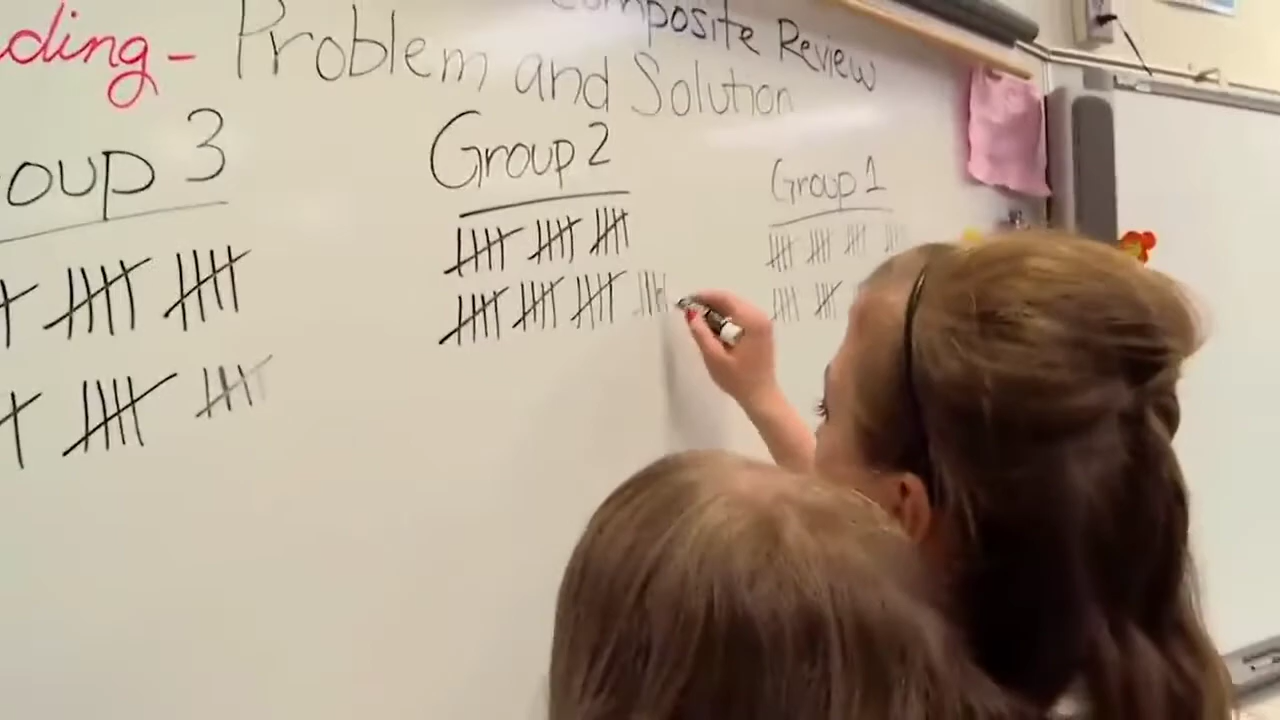 ding- Problem and Solution
Composite Review
oup 3
Group 2
Group 1